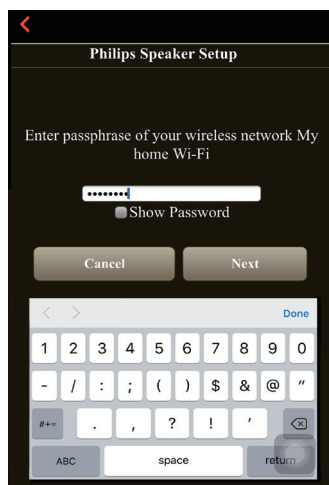 Philips Speaker Setup
Enter passphrase of your wireless network My
home Wi-Fi
••••••••
Show Password
Cancel Next
Done
1 2 3 4 5 6 7 8 9 0
- / : ; ( ) $ & @ "
#+= . , ? ! '
ABC space return